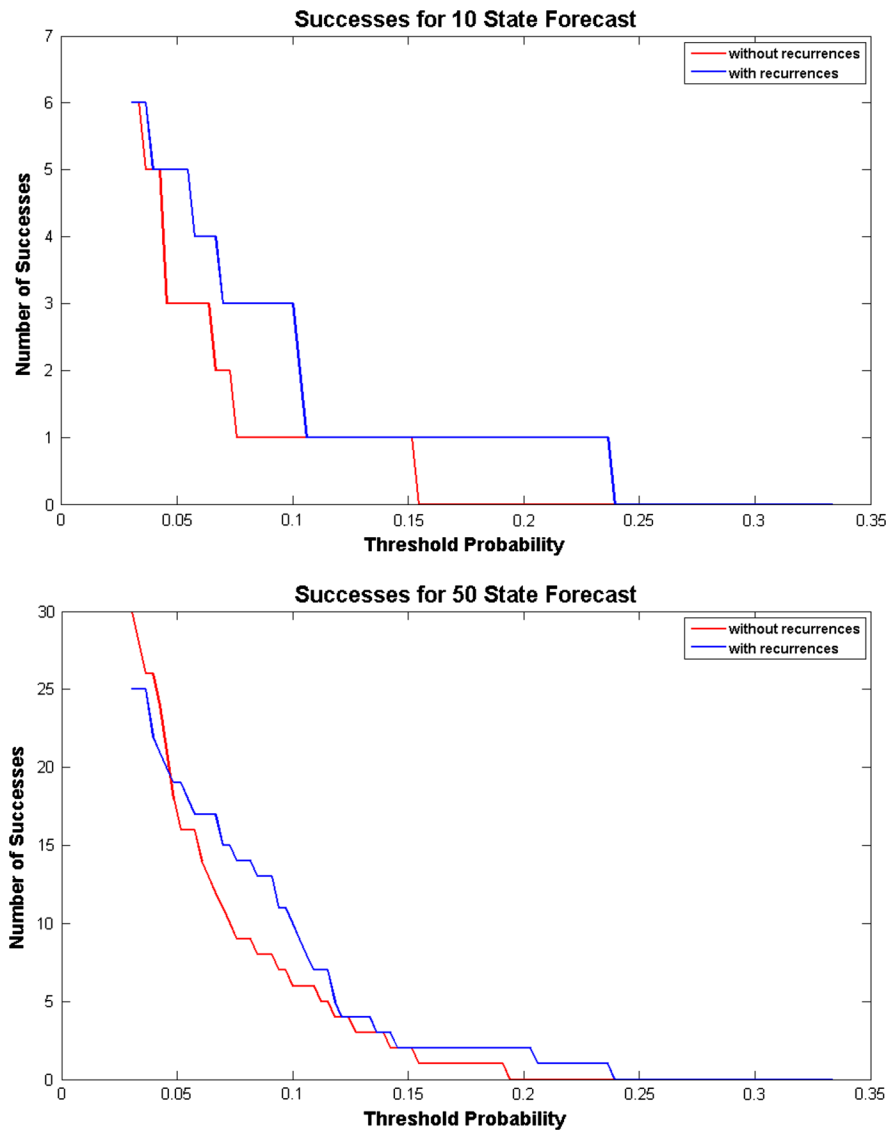 Successes for 10 State Forecast
7
6
5
4
3
2
1
0
Number of Successes
without recurrences
with recurrences
0 0.05 0.1 0.15 0.2 0.25 0.3 0.35
Threshold Probability
Successes for 50 State Forecast
30
25
20
15
10
5
0
Number of Successes
without recurrences
with recurrences
0 0.05 0.1 0.15 0.2 0.25 0.3 0.35
Threshold Probability